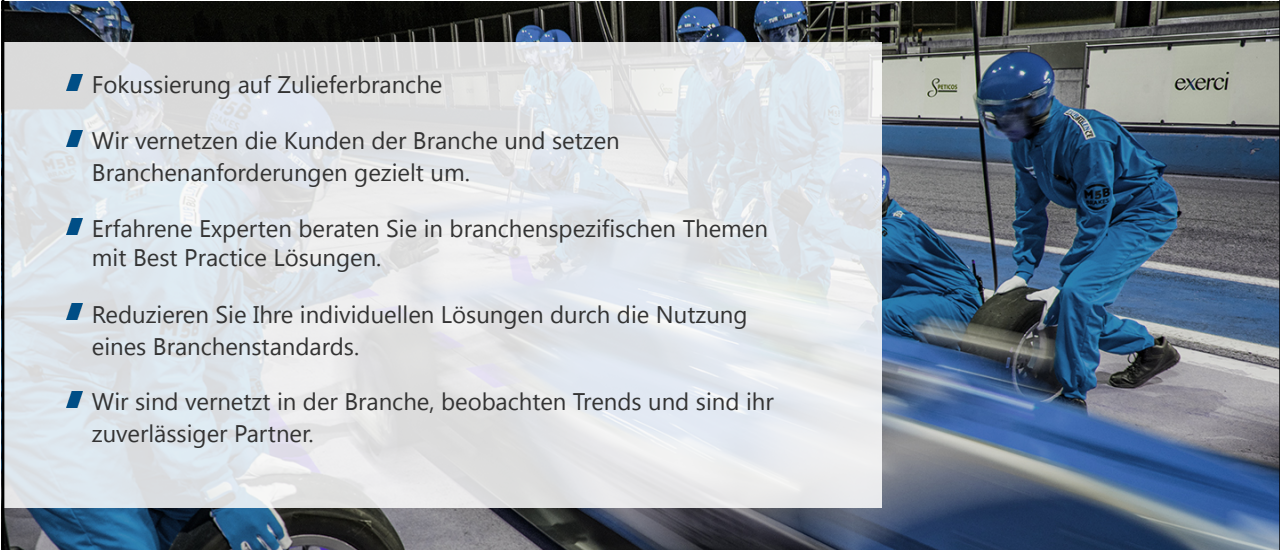 Fokussierung auf Zulieferbranche
Wir vernetzen die Kunden der Branche und setzen
Branchenanforderungen gezielt um.
Erfahrene Experten beraten Sie in branchenspezifischen Themen
mit Best Practice Lösungen.
Reduzieren Sie Ihre individuellen Lösungen durch die Nutzung
eines Branchenstandards.
Wir sind vernetzt in der Branche, beobachten Trends und sind ihr
zuverlässiger Partner.
SPETICOS
exerci
M5B